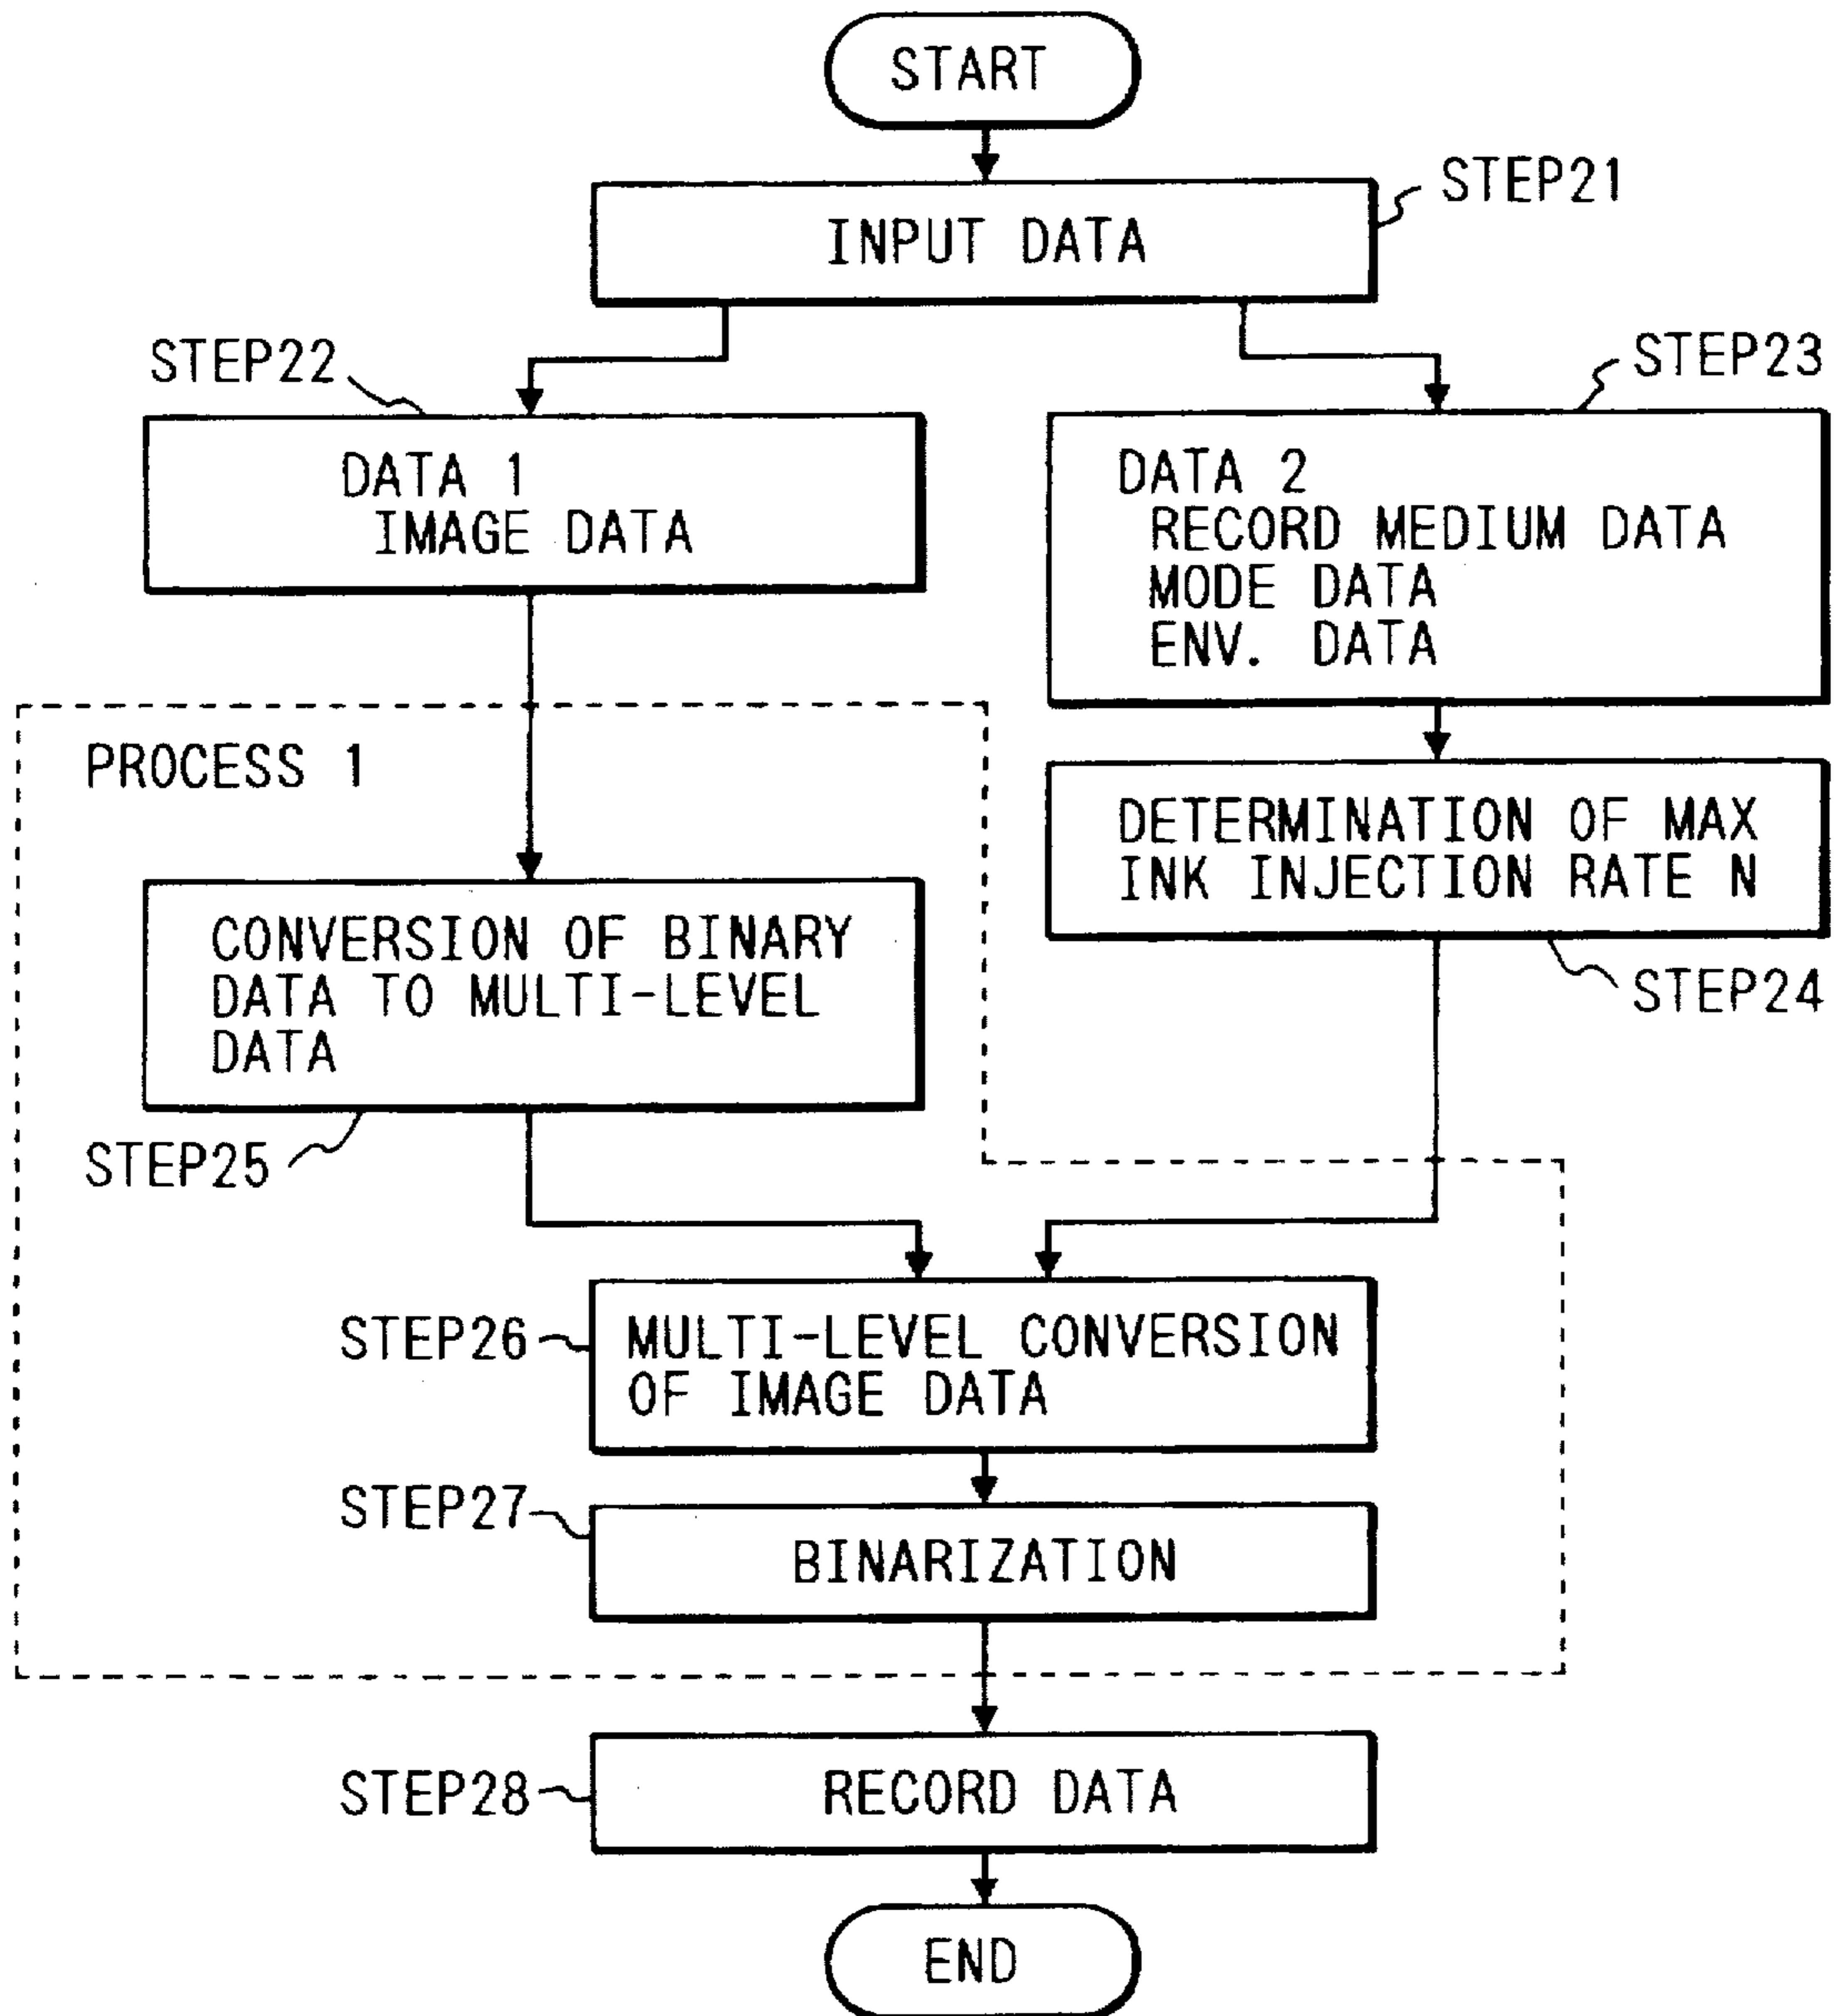 START
STEP21
INPUT DATA
STEP22
STEP23
DATA 1
IMAGE DATA
DATA 2
RECORD MEDIUM DATA
MODE DATA
ENV. DATA
PROCESS 1
DETERMINATION OF MAX
INK INJECTION RATE N
STEP24
CONVERSION OF BINARY
DATA TO MULTI-LEVEL
DATA
STEP25
STEP26
MULTI-LEVEL CONVERSION
OF IMAGE DATA
STEP27
BINARIZATION
STEP28
RECORD DATA
END